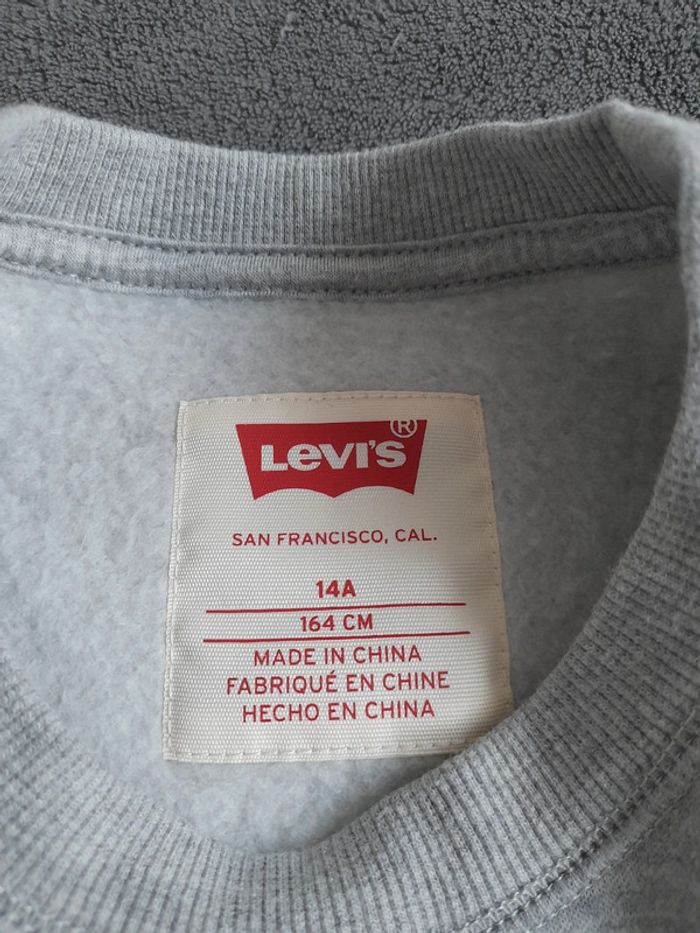 LEVI'S ®
SAN FRANCISCO, CAL.
14A
164 CM
MADE IN CHINA
FABRIQUÉ EN CHINE
HECHO EN CHINA